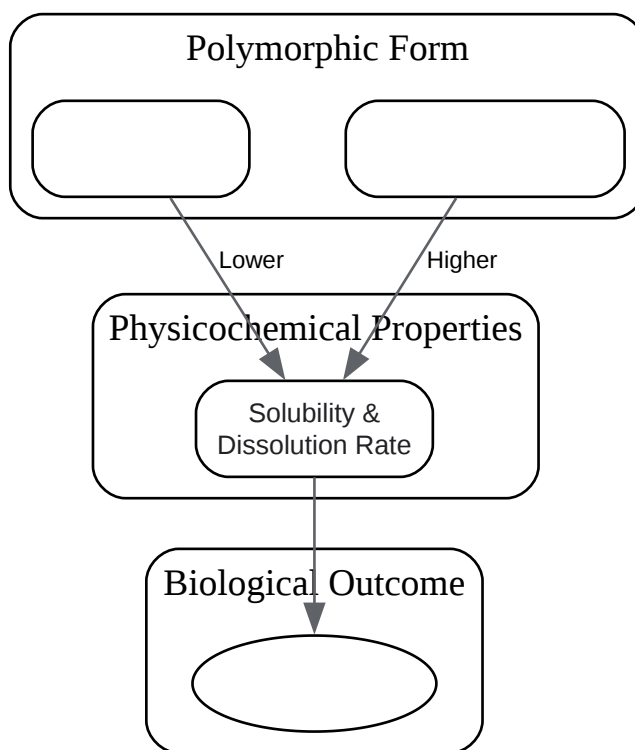 Polymorphic Form
Lower
Higher
Physicochemical Properties
Solubility &
Dissolution Rate
Biological Outcome